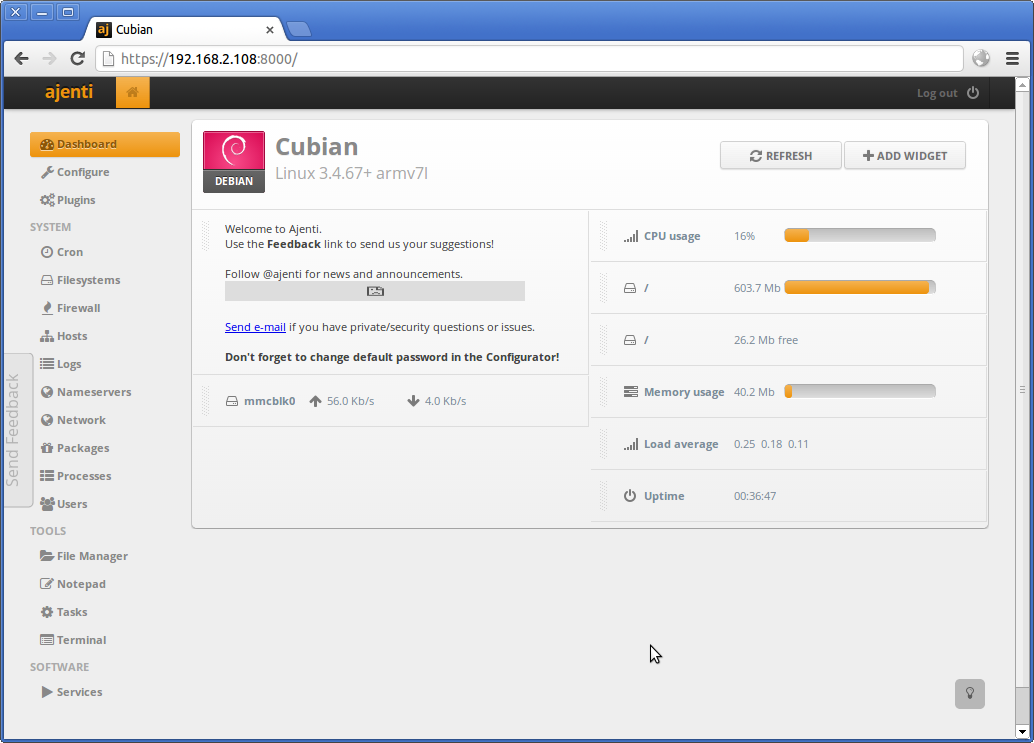 aj Cubian
https://192.168.2.108:8000/
ajenti
Log out
Dashboard
Configure
Plugins
SYSTEM
Cron
Filesystems
Firewall
Hosts
Logs
Nameservers
Network
Packages
Processes
Users
TOOLS
File Manager
Notepad
Tasks
Terminal
SOFTWARE
Services
Send Feedback
DEBIAN
Cubian
Linux 3.4.67+ armv7l
REFRESH
ADD WIDGET
Welcome to Ajenti.
Use the Feedback link to send us your suggestions!
Follow @ajenti for news and announcements.
Send e-mail if you have private/security questions or issues.
Don't forget to change default password in the Configurator!
mmcblk0 56.0 Kb/s 4.0 Kb/s
CPU usage 16%
/ 603.7 Mb
/ 26.2 Mb free
Memory usage 40.2 Mb
Load average 0.25 0.18 0.11
Uptime 00:36:47